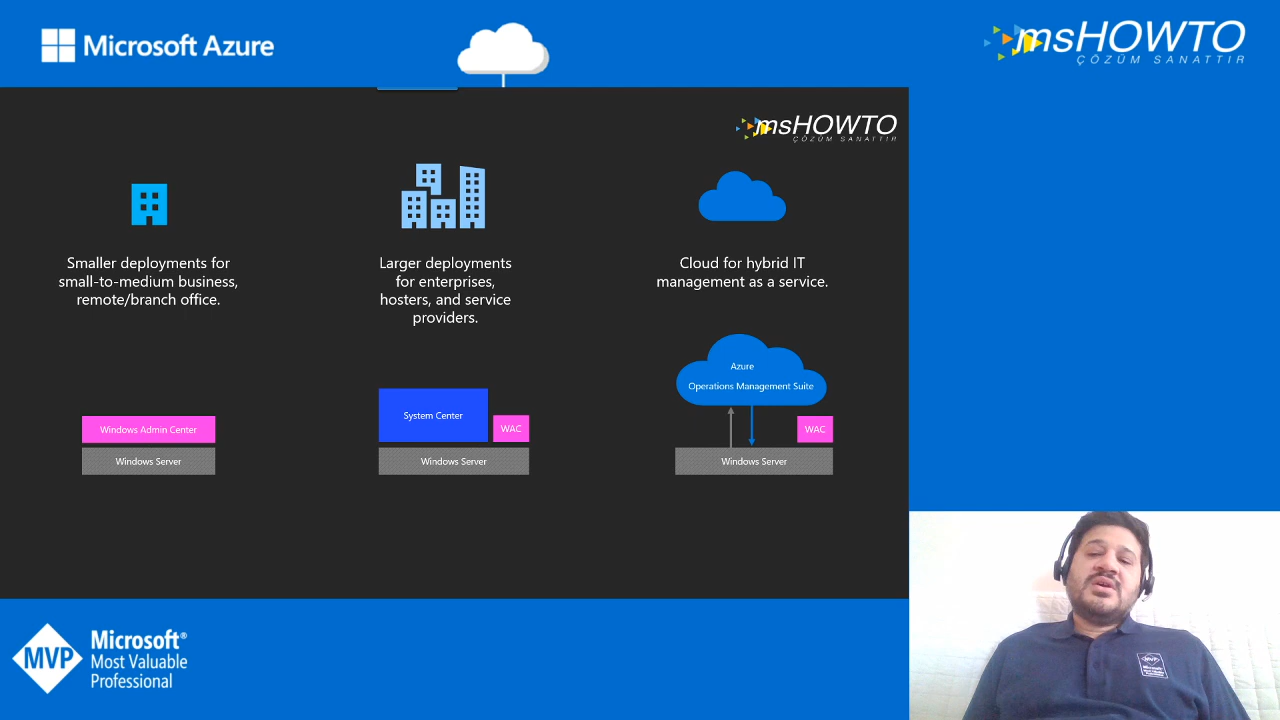 Microsoft Azure
msHOWTO
ÇÖZÜM SANATTIR
msHOWTO
ÇÖZÜM SANATTIR
Smaller deployments for
small-to-medium business,
remote/branch office.
Larger deployments
for enterprises,
hosters, and service
providers.
Cloud for hybrid IT
management as a service.
Windows Admin Center
Windows Server
System Center
WAC
Windows Server
Azure
Operations Management Suite
WAC
Windows Server
MVP
Microsoft®
Most Valuable
Professional
MVP